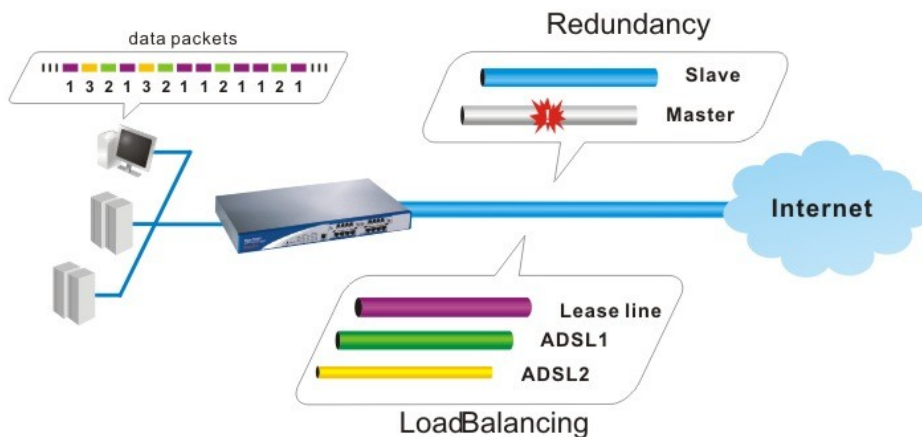 Redundancy
data packets
1 3 2 1 3 2 1 1 2 1 1 2 1
Slave
Master
!
Internet
Lease line
ADSL1
ADSL2
LoadBalancing